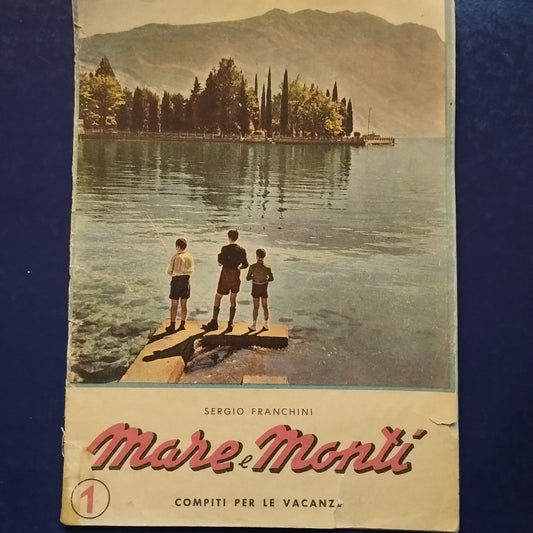 SERGIO FRANCHINI
Mare e Monti
1
COMPITI PER LE VACANZ